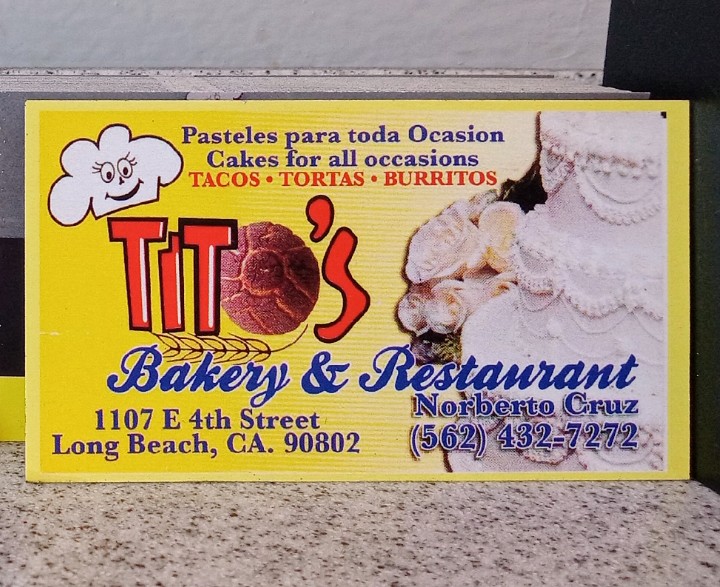 Pasteles para toda Ocasion
Cakes for all occasions
TACOS • TORTAS • BURRITOS
TITO'S
Bakery & Restaurant
Norberto Cruz
1107 E 4th Street
(562) 432-7272
Long Beach, CA. 90802